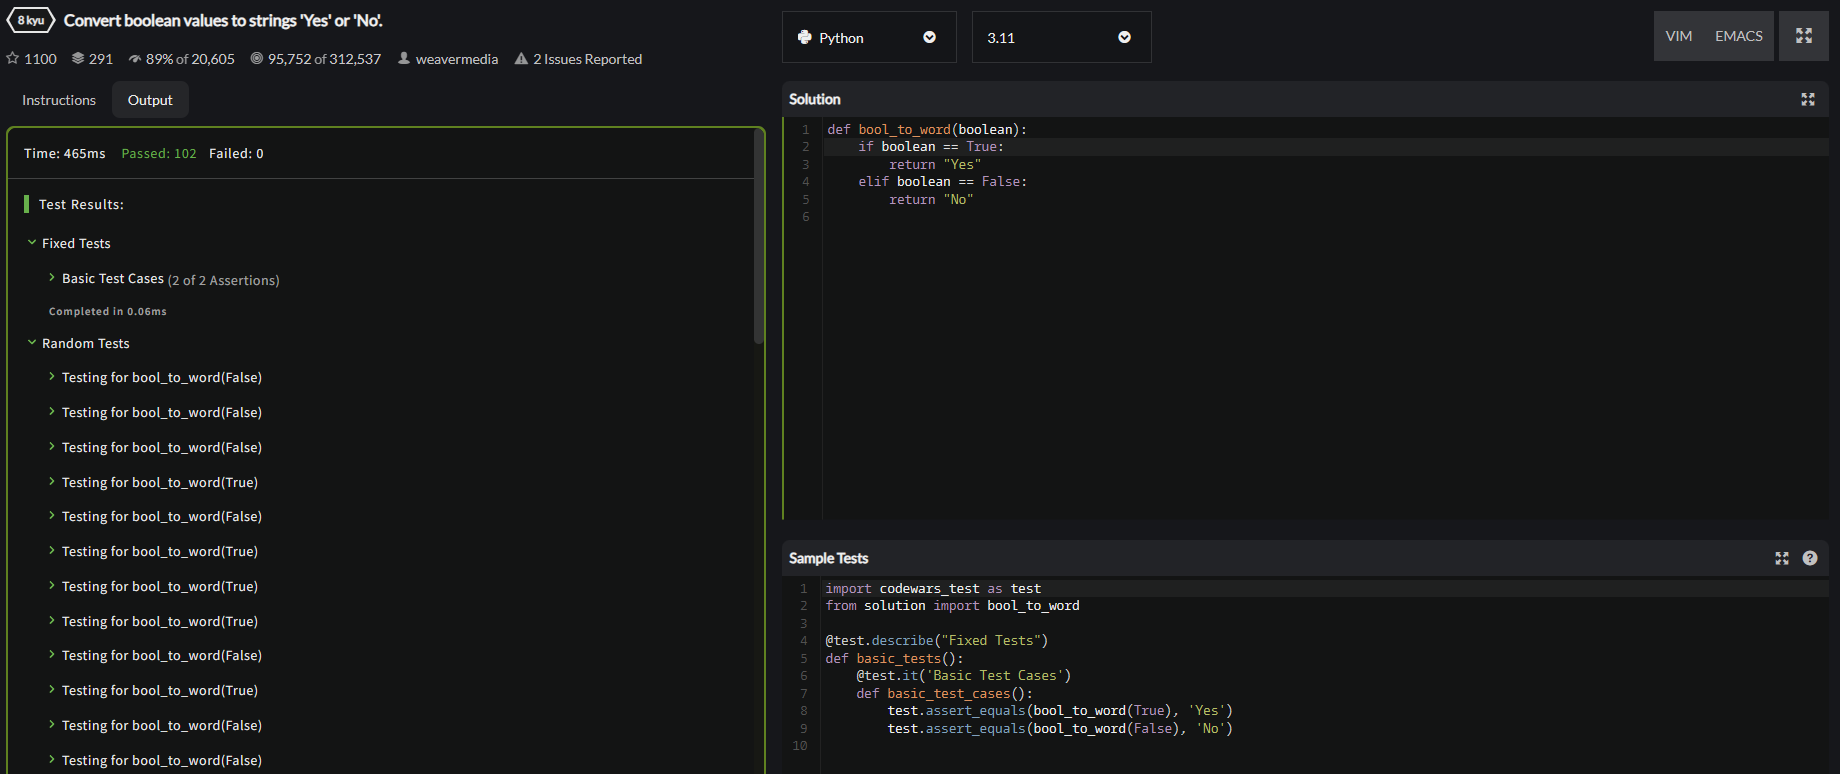 8 kyu Convert boolean values to strings 'Yes' or 'No'.
1100 291 89% of 20,605 95,752 of 312,537 weavermedia 2 Issues Reported
Instructions Output
Time: 465ms Passed: 102 Failed: 0
Test Results:
Fixed Tests
Basic Test Cases (2 of 2 Assertions)
Completed in 0.06ms
Random Tests
Testing for bool_to_word(False)
Testing for bool_to_word(False)
Testing for bool_to_word(False)
Testing for bool_to_word(True)
Testing for bool_to_word(False)
Testing for bool_to_word(True)
Testing for bool_to_word(True)
Testing for bool_to_word(True)
Testing for bool_to_word(False)
Testing for bool_to_word(True)
Testing for bool_to_word(False)
Testing for bool_to_word(False)
Python 3.11 VIM EMACS
Solution
1 def bool_to_word(boolean):
2     if boolean == True:
3         return "Yes"
4     elif boolean == False:
5         return "No"
6
Sample Tests ?
1 import codewars_test as test
2 from solution import bool_to_word
3
4 @test.describe("Fixed Tests")
5 def basic_tests():
6     @test.it('Basic Test Cases')
7     def basic_test_cases():
8         test.assert_equals(bool_to_word(True), 'Yes')
9         test.assert_equals(bool_to_word(False), 'No')
10